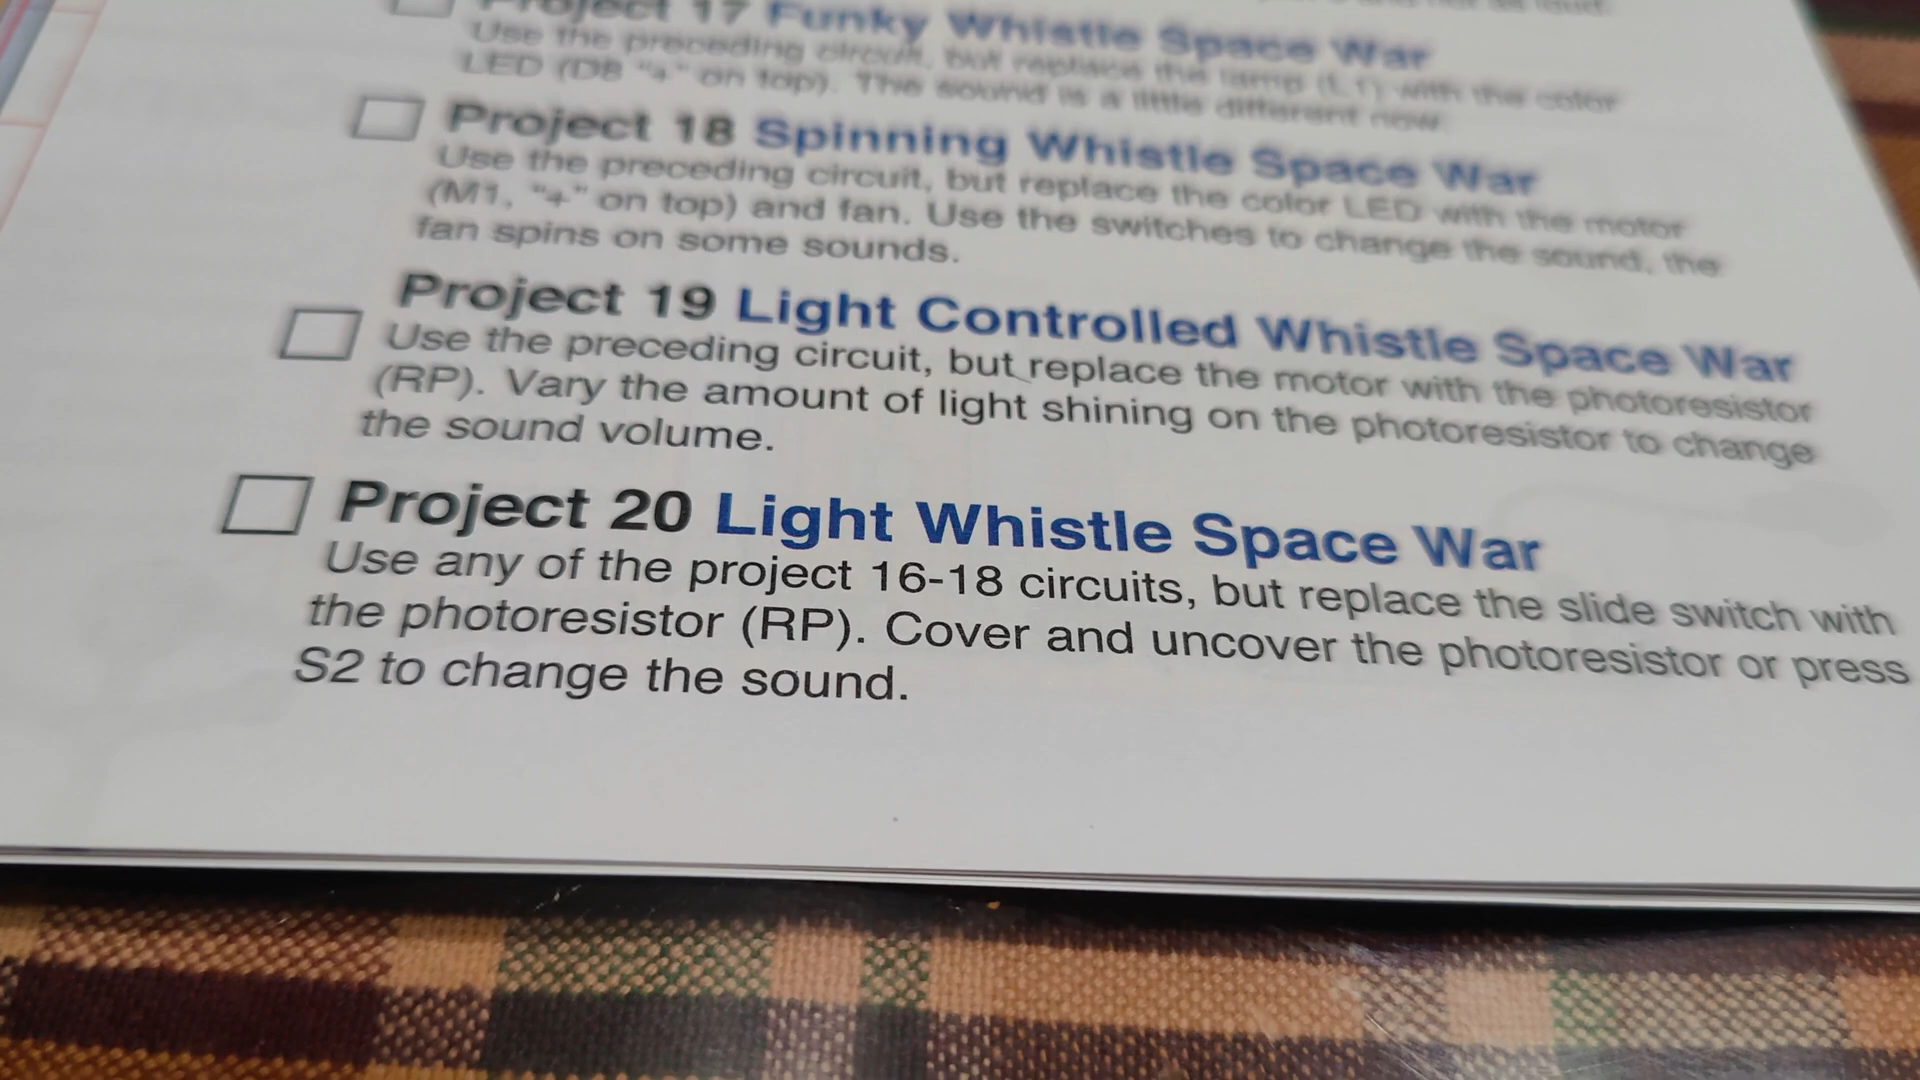 Project 17 Funky Whistle Space War
Use the preceding circuit, but replace the lamp (L1) with the color
LED (D8 "+" on top). The sound is a little different now.
Project 18 Spinning Whistle Space War
Use the preceding circuit, but replace the color LED with the motor
(M1, "+" on top) and fan. Use the switches to change the sound, the
fan spins on some sounds.
Project 19 Light Controlled Whistle Space War
Use the preceding circuit, but replace the motor with the photoresistor
(RP). Vary the amount of light shining on the photoresistor to change
the sound volume.
Project 20 Light Whistle Space War
Use any of the project 16-18 circuits, but replace the slide switch with
the photoresistor (RP). Cover and uncover the photoresistor or press
S2 to change the sound.